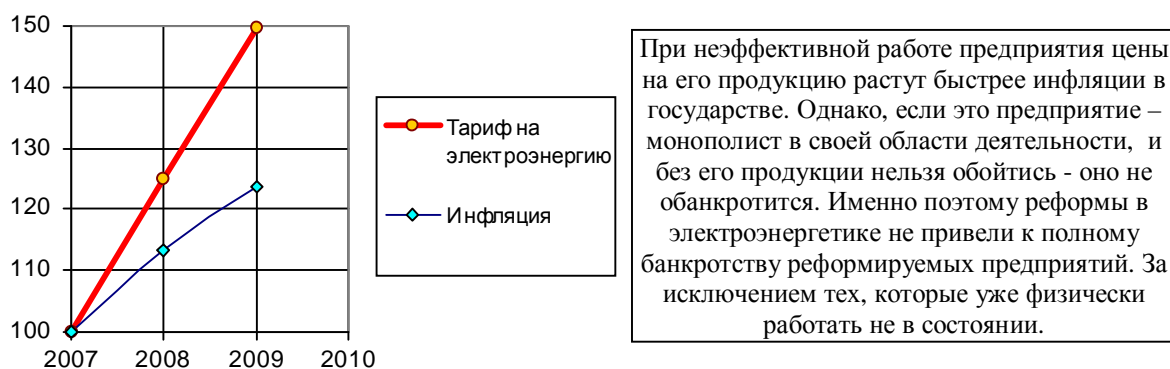 150
140
130
120
110
100
2007 2008 2009 2010
Тариф на
электроэнергию
Инфляция
При неэффективной работе предприятия цены
на его продукцию растут быстрее инфляции в
государстве. Однако, если это предприятие –
монополист в своей области деятельности, и
без его продукции нельзя обойтись - оно не
обанкротится. Именно поэтому реформы в
электроэнергетике не привели к полному
банкротству реформируемых предприятий. За
исключением тех, которые уже физически
работать не в состоянии.